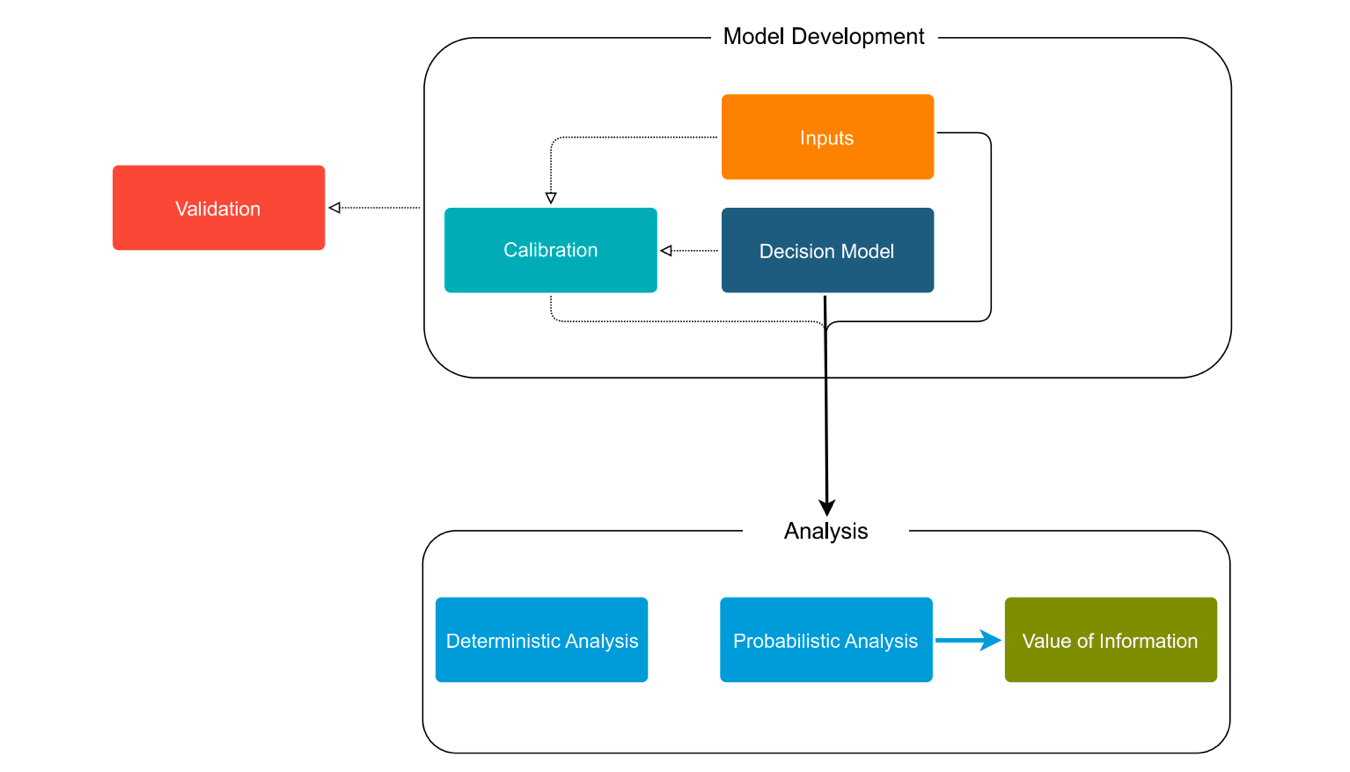 Model Development
Inputs
Validation
Calibration
Decision Model
Analysis
Deterministic Analysis
Probabilistic Analysis
Value of Information